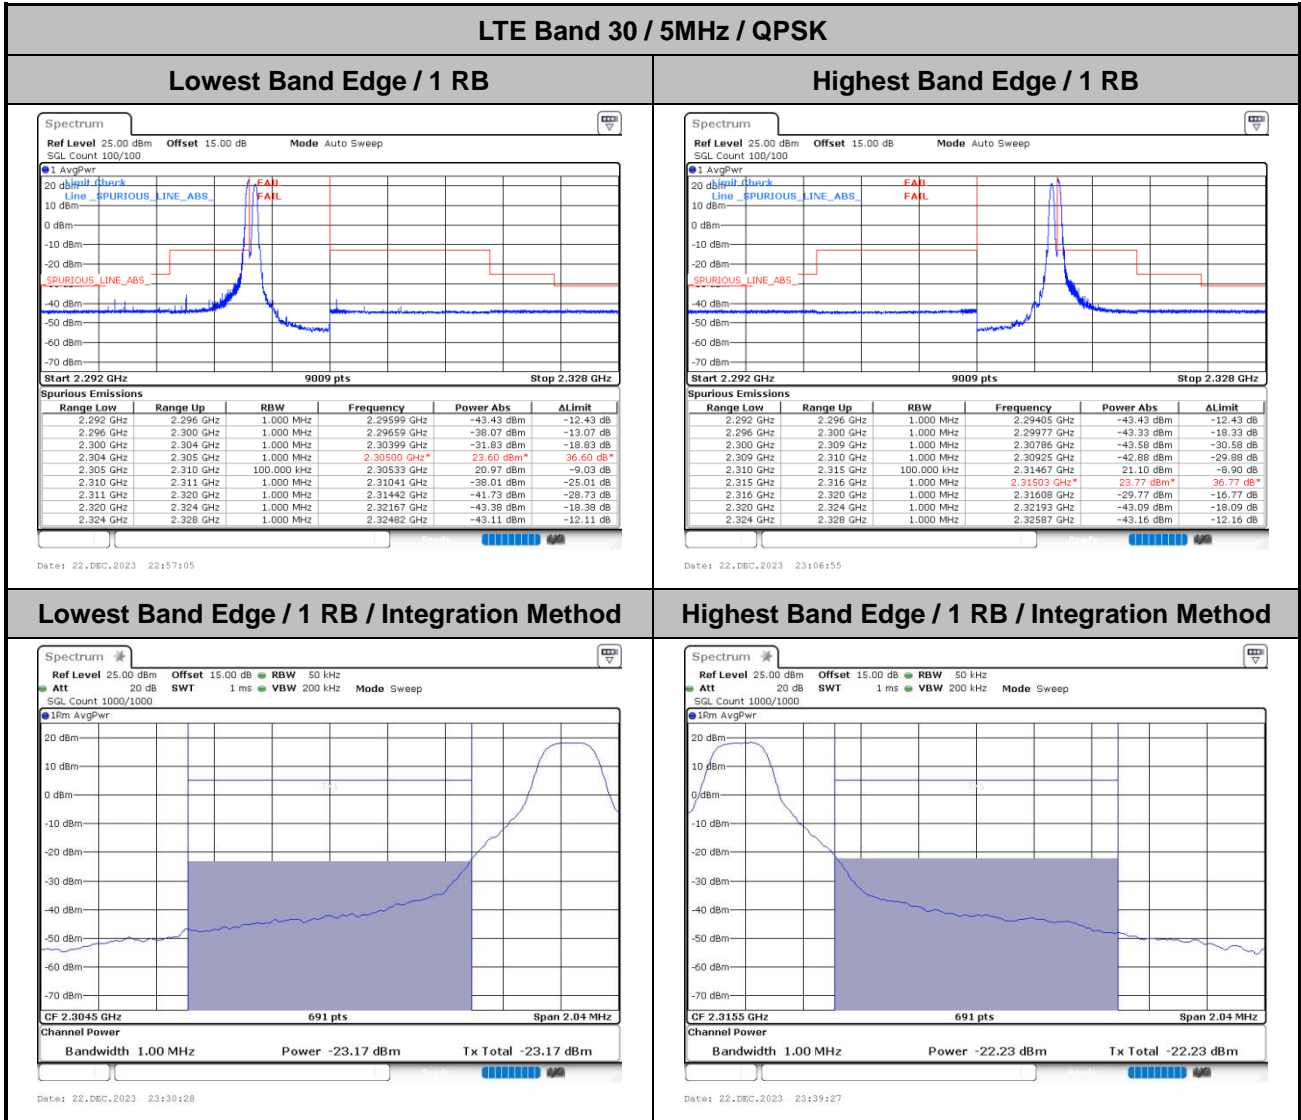 LTE Band 30 / 5MHz / QPSK
Lowest Band Edge / 1 RB
Highest Band Edge / 1 RB
Spectrum
Ref Level 25.00 dBm Offset 15.00 dB Mode Auto Sweep
SGL Count 100/100
1 AvgPwr
Limit Check FAIL
Line _SPURIOUS_LINE_ABS_ FAIL
20 dBm
10 dBm
0 dBm
-10 dBm
-20 dBm
_SPURIOUS_LINE_ABS_
-40 dBm
-50 dBm
-60 dBm
-70 dBm
Start 2.292 GHz 9009 pts Stop 2.328 GHz
Spurious Emissions
Range Low Range Up RBW Frequency Power Abs ΔLimit
2.292 GHz 2.296 GHz 1.000 MHz 2.29599 GHz -43.43 dBm -12.43 dB
2.296 GHz 2.300 GHz 1.000 MHz 2.29659 GHz -38.07 dBm -13.07 dB
2.300 GHz 2.304 GHz 1.000 MHz 2.30399 GHz -31.83 dBm -18.83 dB
2.304 GHz 2.305 GHz 1.000 MHz 2.30500 GHz* 23.60 dBm* 36.60 dB*
2.305 GHz 2.310 GHz 100.000 kHz 2.30533 GHz 20.97 dBm -9.03 dB
2.310 GHz 2.311 GHz 1.000 MHz 2.31041 GHz -38.01 dBm -25.01 dB
2.311 GHz 2.320 GHz 1.000 MHz 2.31442 GHz -41.73 dBm -28.73 dB
2.320 GHz 2.324 GHz 1.000 MHz 2.32167 GHz -43.38 dBm -18.38 dB
2.324 GHz 2.328 GHz 1.000 MHz 2.32482 GHz -43.11 dBm -12.11 dB
Date: 22.DEC.2023 22:57:05
Spectrum
Ref Level 25.00 dBm Offset 15.00 dB Mode Auto Sweep
SGL Count 100/100
1 AvgPwr
Limit Check FAIL
Line _SPURIOUS_LINE_ABS_ FAIL
20 dBm
10 dBm
0 dBm
-10 dBm
-20 dBm
_SPURIOUS_LINE_ABS_
-40 dBm
-50 dBm
-60 dBm
-70 dBm
Start 2.292 GHz 9009 pts Stop 2.328 GHz
Spurious Emissions
Range Low Range Up RBW Frequency Power Abs ΔLimit
2.292 GHz 2.296 GHz 1.000 MHz 2.29405 GHz -43.43 dBm -12.43 dB
2.296 GHz 2.300 GHz 1.000 MHz 2.29977 GHz -43.33 dBm -18.33 dB
2.300 GHz 2.309 GHz 1.000 MHz 2.30786 GHz -43.58 dBm -30.58 dB
2.309 GHz 2.310 GHz 1.000 MHz 2.30925 GHz -42.88 dBm -29.88 dB
2.310 GHz 2.315 GHz 100.000 kHz 2.31467 GHz 21.10 dBm -8.90 dB
2.315 GHz 2.316 GHz 1.000 MHz 2.31503 GHz* 23.77 dBm* 36.77 dB*
2.316 GHz 2.320 GHz 1.000 MHz 2.31608 GHz -29.77 dBm -16.77 dB
2.320 GHz 2.324 GHz 1.000 MHz 2.32193 GHz -43.09 dBm -18.09 dB
2.324 GHz 2.328 GHz 1.000 MHz 2.32587 GHz -43.16 dBm -12.16 dB
Date: 22.DEC.2023 23:06:55
Lowest Band Edge / 1 RB / Integration Method
Highest Band Edge / 1 RB / Integration Method
Spectrum
Ref Level 25.00 dBm Offset 15.00 dB RBW 50 kHz
Att 20 dB SWT 1 ms VBW 200 kHz Mode Sweep
SGL Count 1000/1000
1Rm AvgPwr
20 dBm
10 dBm
0 dBm
-10 dBm
-20 dBm
-30 dBm
-40 dBm
-50 dBm
-60 dBm
-70 dBm
CF 2.3045 GHz 691 pts Span 2.04 MHz
Channel Power
Bandwidth 1.00 MHz Power -23.17 dBm Tx Total -23.17 dBm
Date: 22.DEC.2023 23:30:28
Spectrum
Ref Level 25.00 dBm Offset 15.00 dB RBW 50 kHz
Att 20 dB SWT 1 ms VBW 200 kHz Mode Sweep
SGL Count 1000/1000
1Rm AvgPwr
20 dBm
10 dBm
0 dBm
-10 dBm
-20 dBm
-30 dBm
-40 dBm
-50 dBm
-60 dBm
-70 dBm
CF 2.3155 GHz 691 pts Span 2.04 MHz
Channel Power
Bandwidth 1.00 MHz Power -22.23 dBm Tx Total -22.23 dBm
Date: 22.DEC.2023 23:39:27